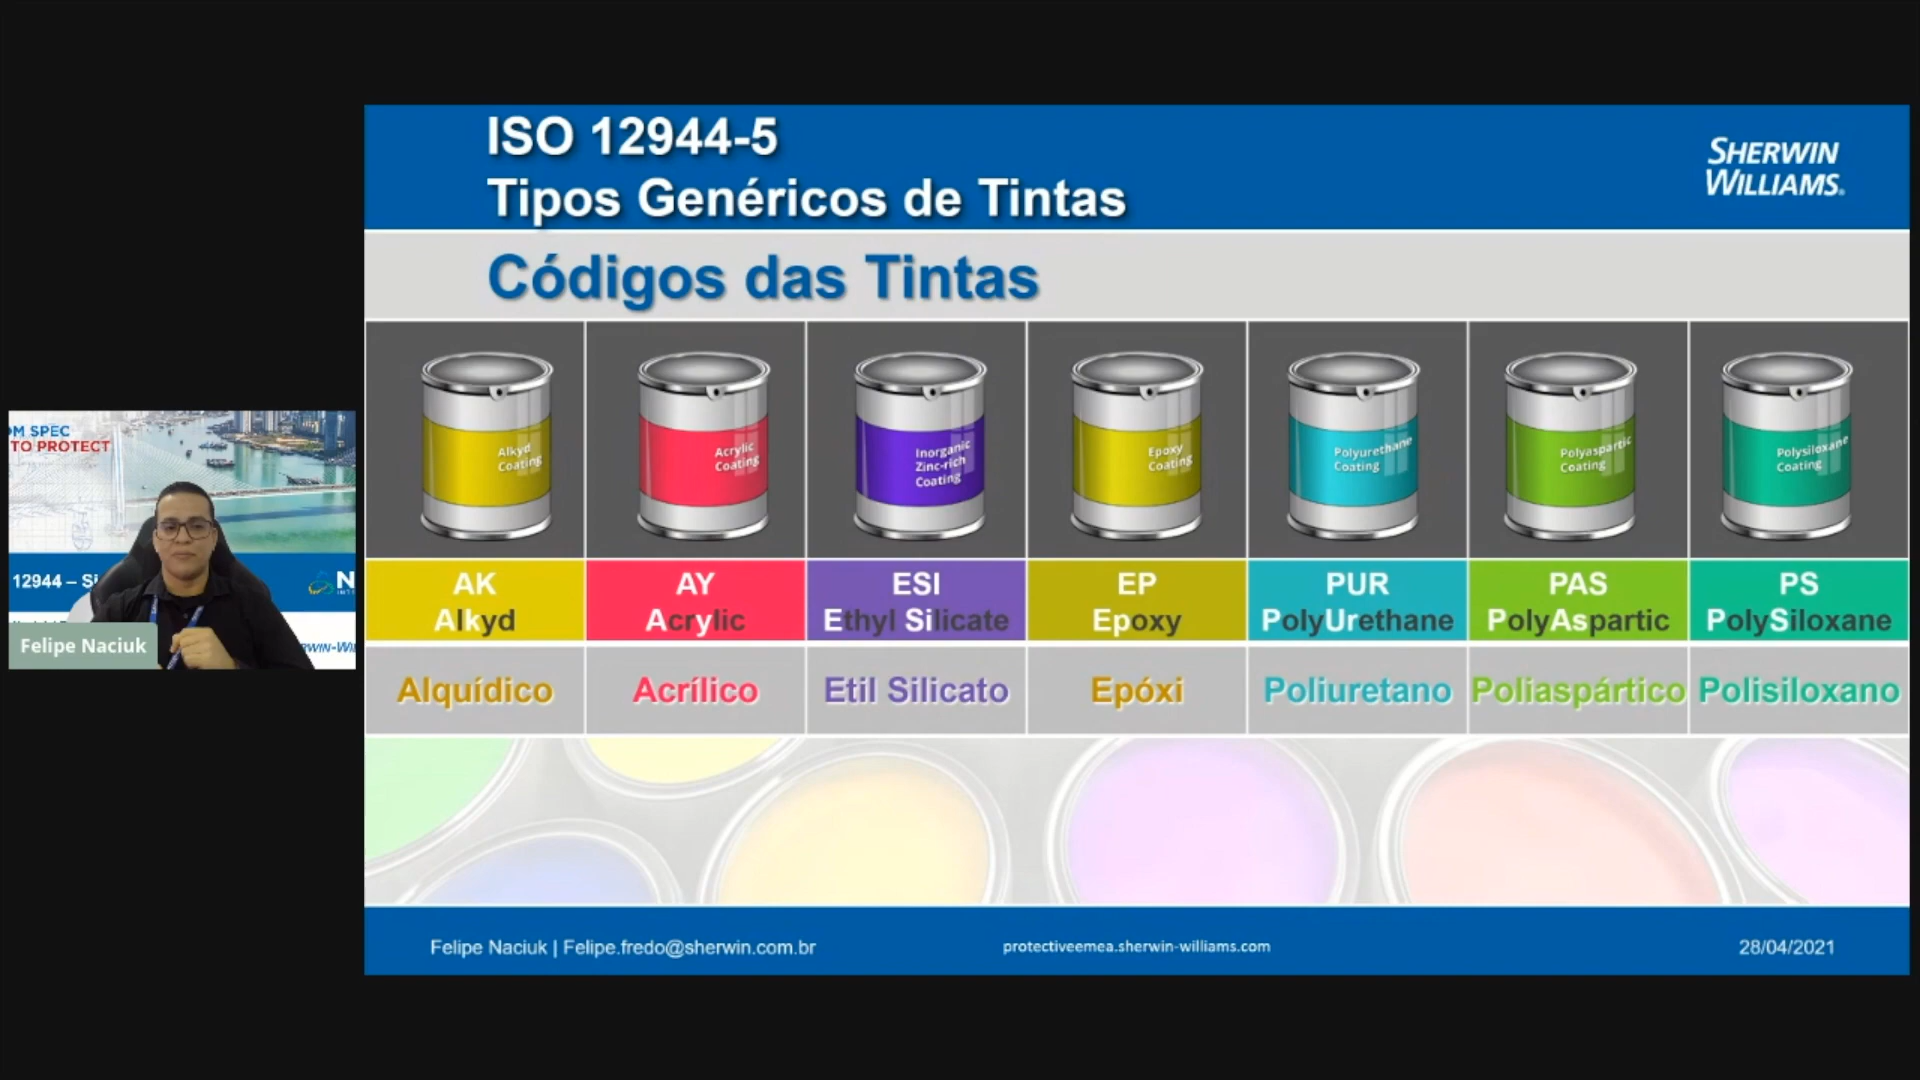 ISO 12944-5
Tipos Genéricos de Tintas
SHERWIN
WILLIAMS.
Códigos das Tintas
Alkyd
Coating
Acrylic
Coating
Inorganic
Zinc-rich
Coating
Epoxy
Coating
Polyurethane
Coating
Polyaspartic
Coating
Polysiloxane
Coating
AK
Alkyd
AY
Acrylic
ESI
Ethyl Silicate
EP
Epoxy
PUR
PolyUrethane
PAS
PolyAspartic
PS
PolySiloxane
Alquídico
Acrílico
Etil Silicato
Epóxi
Poliuretano
Poliaspártico
Polisiloxano
Felipe Naciuk | Felipe.fredo@sherwin.com.br
protectiveemea.sherwin-williams.com
28/04/2021
OM SPEC
TO PROTECT
12944 – Si
N
Felipe Naciuk